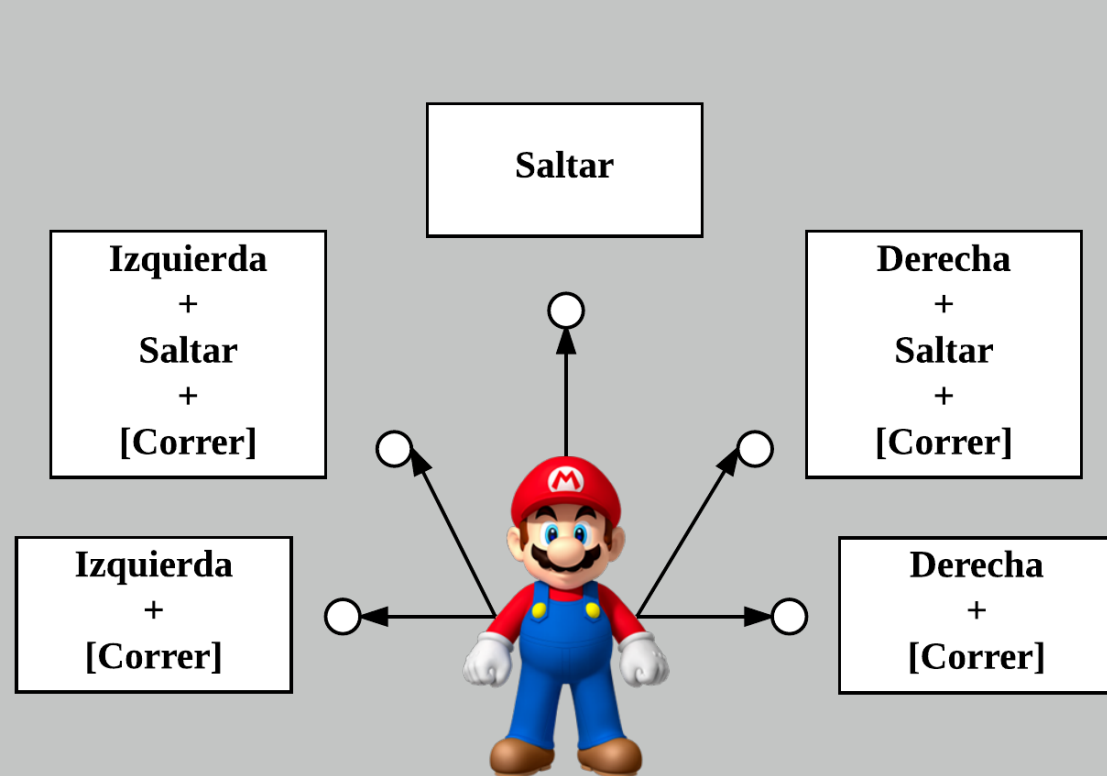 Saltar
Izquierda
+
Saltar
+
[Correr]
Derecha
+
Saltar
+
[Correr]
M
Izquierda
+
[Correr]
Derecha
+
[Correr]